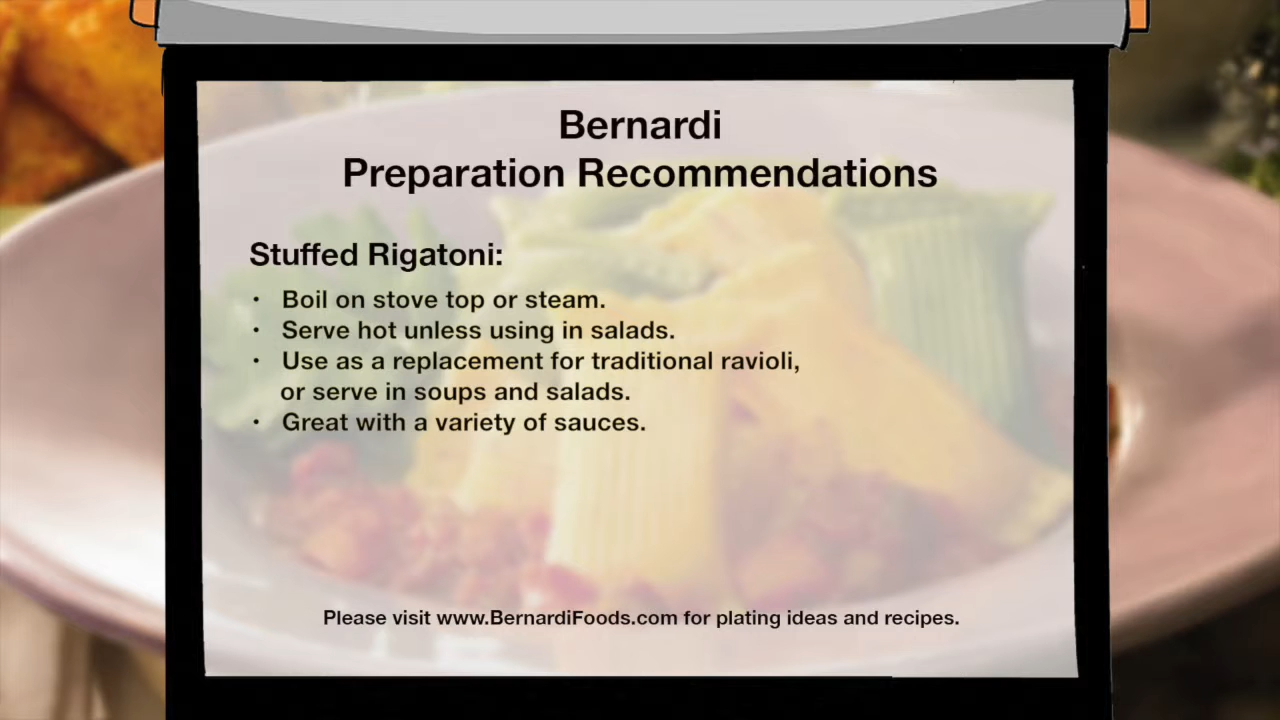 Bernardi
Preparation Recommendations
Stuffed Rigatoni:
• Boil on stove top or steam.
• Serve hot unless using in salads.
• Use as a replacement for traditional ravioli,
or serve in soups and salads.
• Great with a variety of sauces.
Please visit www.BernardiFoods.com for plating ideas and recipes.